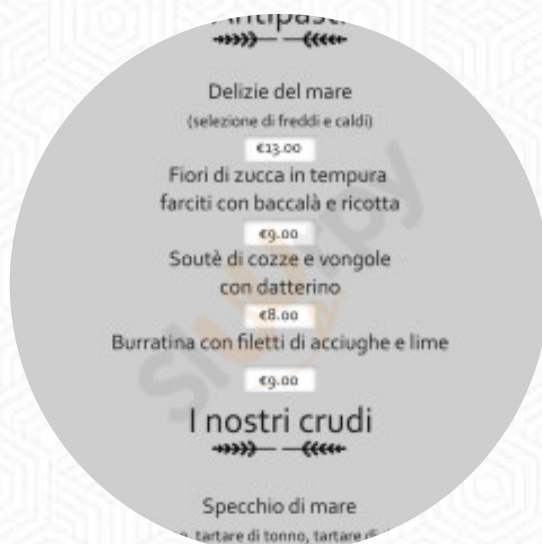 Antipasti
Delizie del mare
(selezione di freddi e caldi)
€13.00
Fiori di zucca in tempura
farciti con baccalà e ricotta
€9.00
Soutè di cozze e vongole
con datterino
€8.00
Burratina con filetti di acciughe e lime
€9.00
I nostri crudi
Specchio di mare
tartare di tonno, tartare di